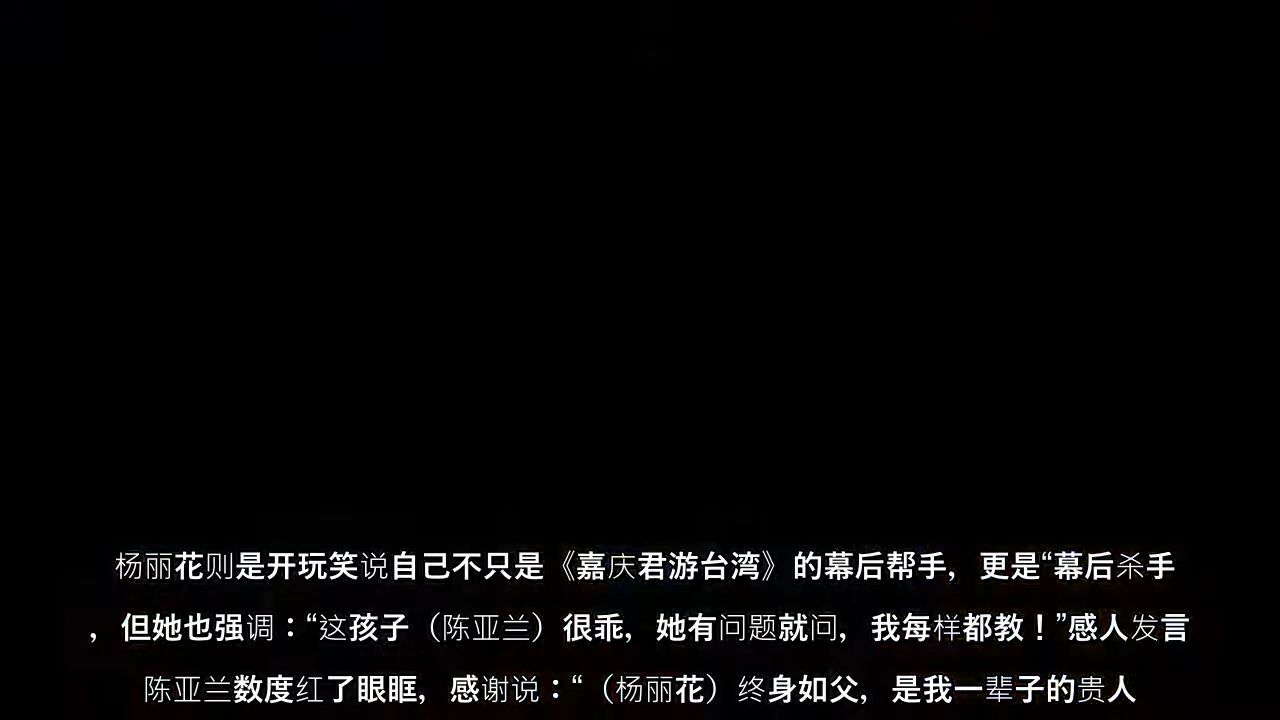 杨丽花则是开玩笑说自己不只是《嘉庆君游台湾》的幕后帮手，更是“幕后杀手
，但她也强调：“这孩子（陈亚兰）很乖，她有问题就问，我每样都教！”感人发言
陈亚兰数度红了眼眶，感谢说：“（杨丽花）终身如父，是我一辈子的贵人